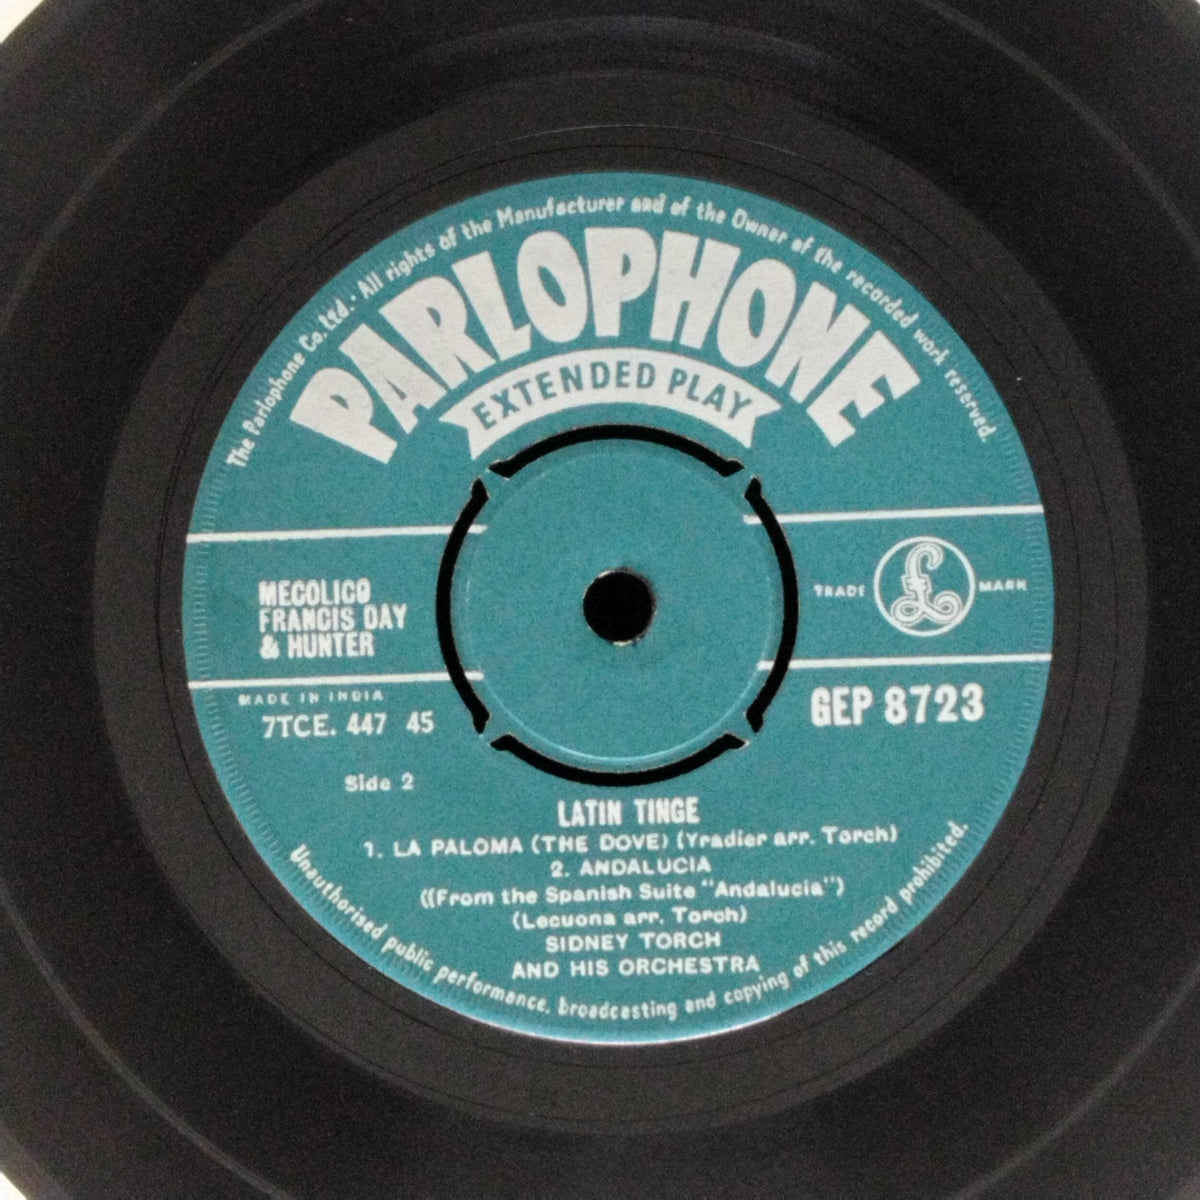 The Parlophone Co.Ltd. All rights of the Manufacturer and of the Owner of the recorded work reserved.
PARLOPHONE
EXTENDED PLAY
MECOLICO
FRANCIS DAY
& HUNTER
TRADE £ MARK
MADE IN INDIA
7TCE. 447 45
GEP 8723
Side 2
LATIN TINGE
1. LA PALOMA (THE DOVE) (Yradier arr. Torch)
2. ANDALUCIA
((From the Spanish Suite "Andalucia")
(Lecuona arr. Torch)
SIDNEY TORCH
AND HIS ORCHESTRA
Unauthorised public performance, broadcasting and copying of this record prohibited.